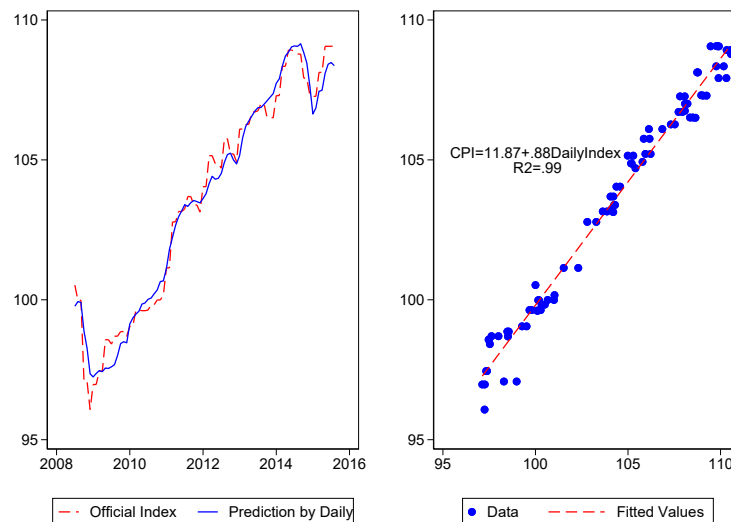 110
105
100
95
2008 2010 2012 2014 2016
Official Index Prediction by Daily
110
105
100
95
CPI=11.87+.88DailyIndex
R2=.99
95 100 105 110
Data Fitted Values